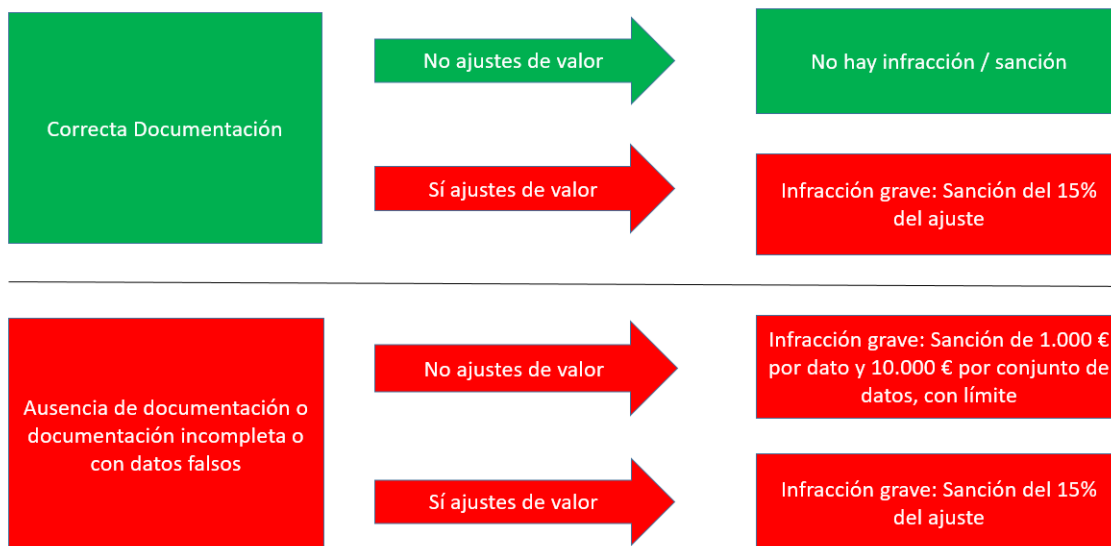 Correcta Documentación
No ajustes de valor
No hay infracción / sanción
Sí ajustes de valor
Infracción grave: Sanción del 15%
del ajuste
Ausencia de documentación o
documentación incompleta o
con datos falsos
No ajustes de valor
Infracción grave: Sanción de 1.000 €
por dato y 10.000 € por conjunto de
datos, con límite
Sí ajustes de valor
Infracción grave: Sanción del 15%
del ajuste